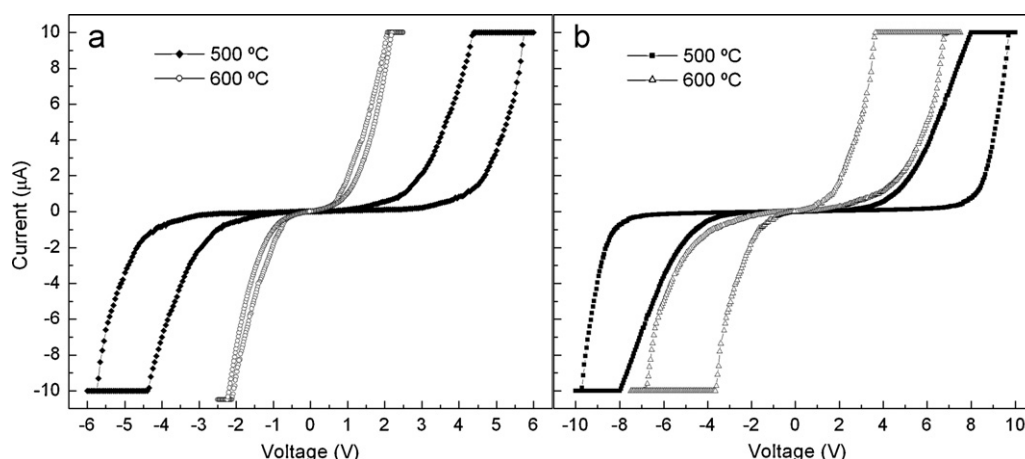 a
500 ºC
600 ºC
b
500 ºC
600 ºC
Current (μA)
10
8
6
4
2
0
-2
-4
-6
-8
-10
-6 -5 -4 -3 -2 -1 0 1 2 3 4 5 6
-10 -8 -6 -4 -2 0 2 4 6 8 10
Voltage (V)
Voltage (V)